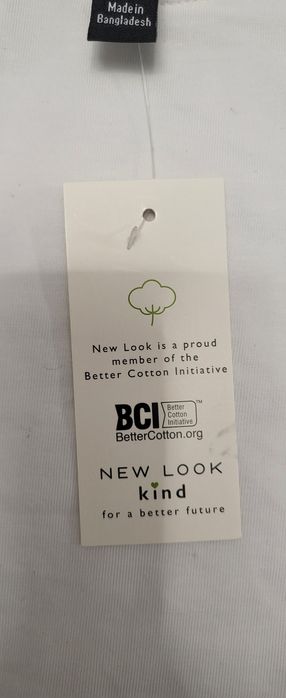 Made in
Bangladesh
New Look is a proud
member of the
Better Cotton Initiative
BCI Better
Cotton
Initiative™
BetterCotton.org
NEW LOOK
kind
for a better future